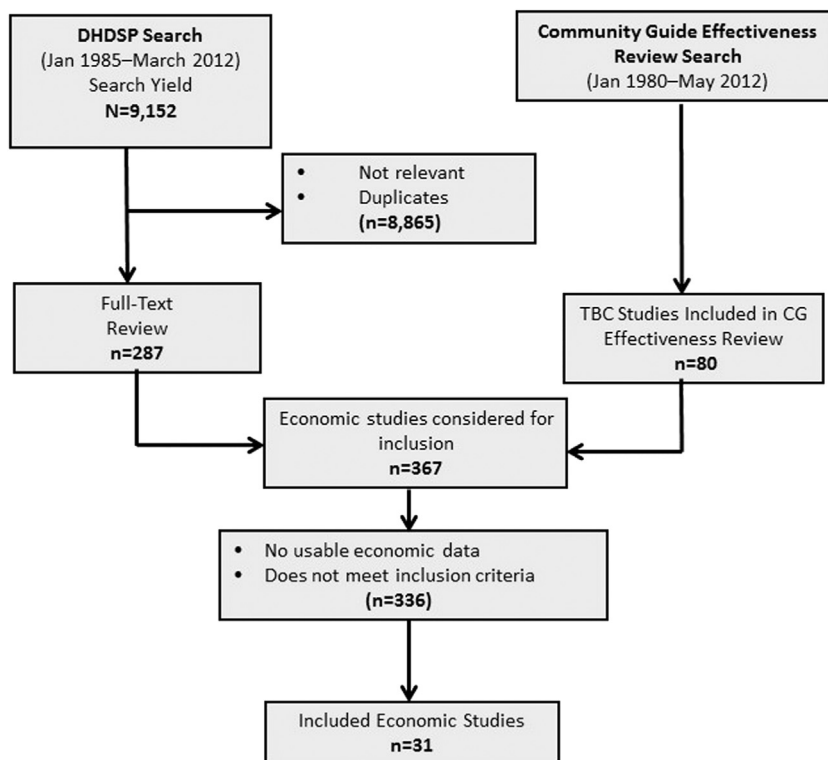 DHDSP Search
(Jan 1985–March 2012)
Search Yield
N=9,152
Community Guide Effectiveness
Review Search
(Jan 1980–May 2012)
• Not relevant
• Duplicates
(n=8,865)
Full-Text
Review
n=287
TBC Studies Included in CG
Effectiveness Review
n=80
Economic studies considered for
inclusion
n=367
• No usable economic data
• Does not meet inclusion criteria
(n=336)
Included Economic Studies
n=31